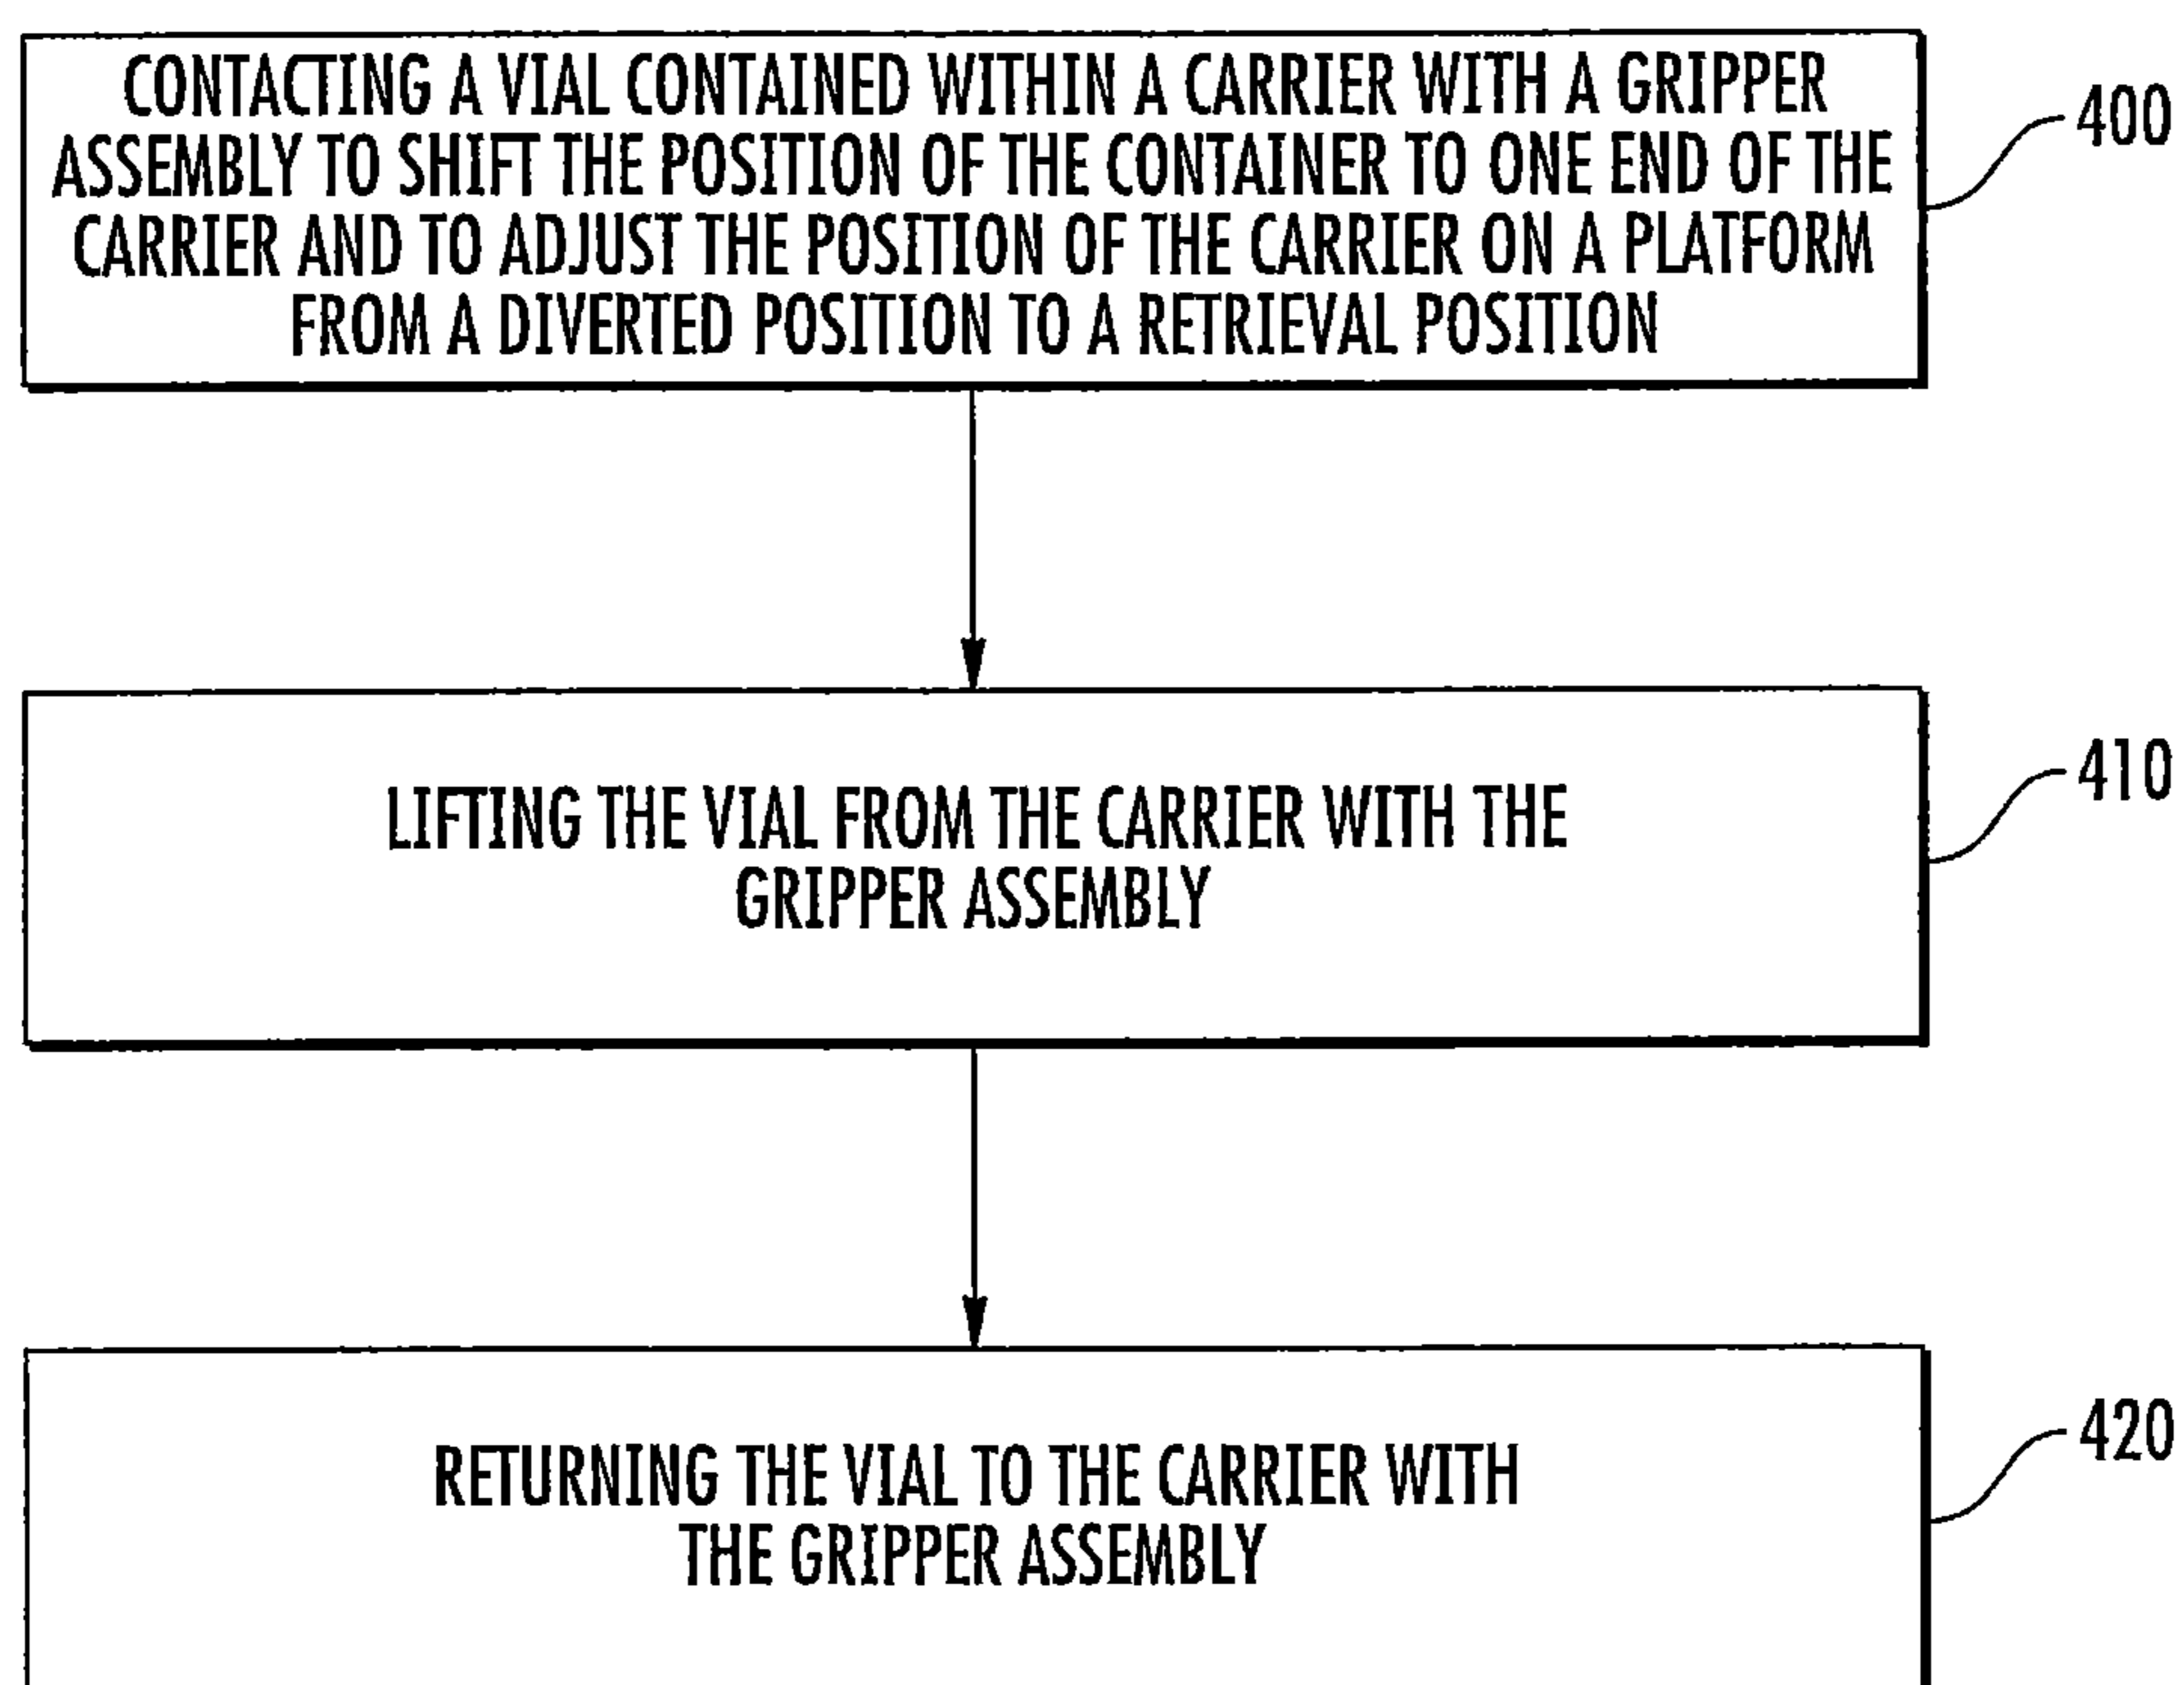 CONTACTING A VIAL CONTAINED WITHIN A CARRIER WITH A GRIPPER
ASSEMBLY TO SHIFT THE POSITION OF THE CONTAINER TO ONE END OF THE
CARRIER AND TO ADJUST THE POSITION OF THE CARRIER ON A PLATFORM
FROM A DIVERTED POSITION TO A RETRIEVAL POSITION
400
LIFTING THE VIAL FROM THE CARRIER WITH THE
GRIPPER ASSEMBLY
410
RETURNING THE VIAL TO THE CARRIER WITH
THE GRIPPER ASSEMBLY
420